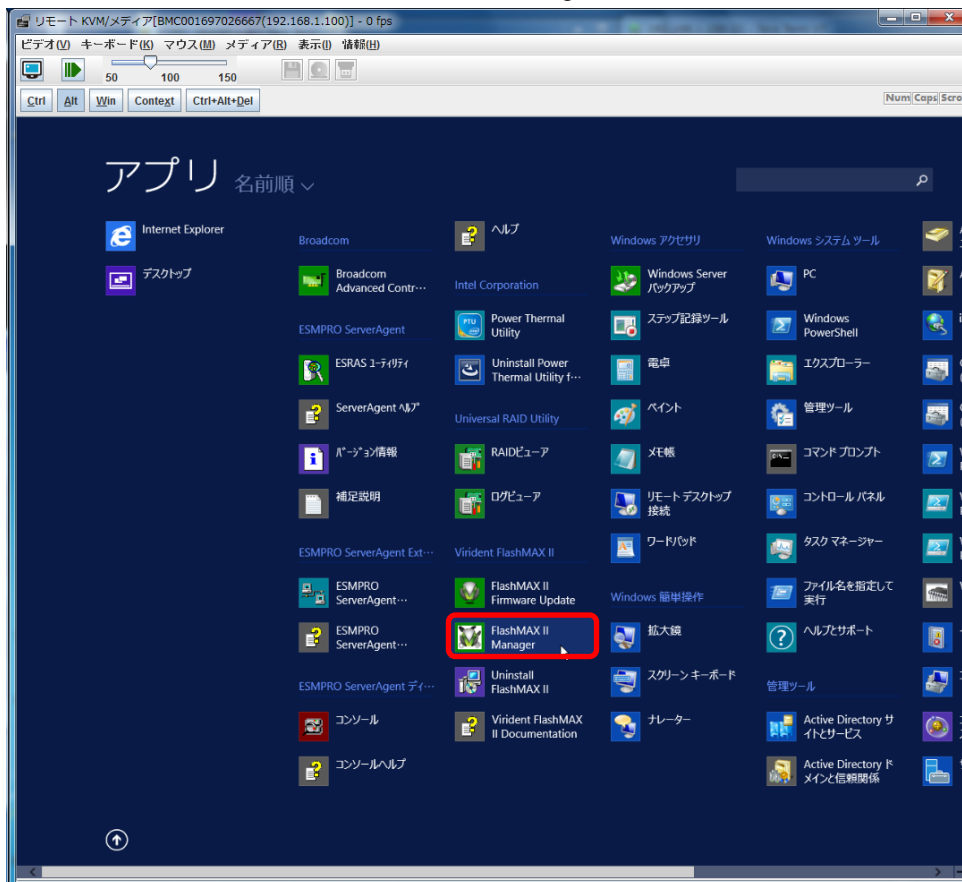 リモート KVM/メディア[BMC001697026667(192.168.1.100)] - 0 fps
ビデオ(V) キーボード(K) マウス(M) メディア(R) 表示(I) 情報(H)
50 100 150
Ctrl Alt Win Context Ctrl+Alt+Del
Num Caps Scro
アプリ 名前順
Internet Explorer
デスクトップ
Broadcom
Broadcom
Advanced Contr…
ESMPRO ServerAgent
ESRAS ﾕｰﾃｨﾘﾃｨ
ServerAgent ﾍﾙﾌﾟ
ﾊﾞｰｼﾞｮﾝ情報
補足説明
ESMPRO ServerAgent Ext…
ESMPRO
ServerAgent…
ESMPRO
ServerAgent…
ESMPRO ServerAgent ディ…
コンソール
コンソールヘルプ
ヘルプ
Intel Corporation
Power Thermal
Utility
Uninstall Power
Thermal Utility f…
Universal RAID Utility
RAIDビューア
ログビューア
Virident FlashMAX II
FlashMAX II
Firmware Update
FlashMAX II
Manager
Uninstall
FlashMAX II
Virident FlashMAX
II Documentation
Windows アクセサリ
Windows Server
バックアップ
ステップ記録ツール
電卓
ペイント
メモ帳
リモート デスクトップ
接続
ワードパッド
Windows 簡単操作
拡大鏡
スクリーン キーボード
ナレーター
Windows システム ツール
PC
Windows
PowerShell
エクスプローラー
管理ツール
コマンド プロンプト
コントロール パネル
タスク マネージャー
ファイル名を指定して
実行
ヘルプとサポート
管理ツール
Active Directory サ
イトとサービス
Active Directory ド
メインと信頼関係